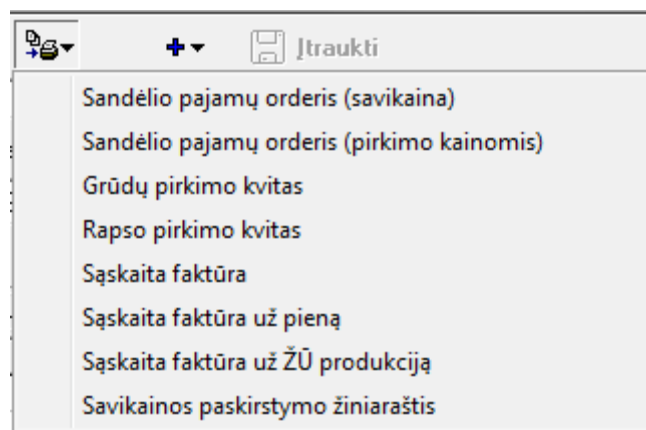 Įtraukti
Sandėlio pajamų orderis (savikaina)
Sandėlio pajamų orderis (pirkimo kainomis)
Grūdų pirkimo kvitas
Rapso pirkimo kvitas
Sąskaita faktūra
Sąskaita faktūra už pieną
Sąskaita faktūra už ŽŪ produkciją
Savikainos paskirstymo žiniaraštis